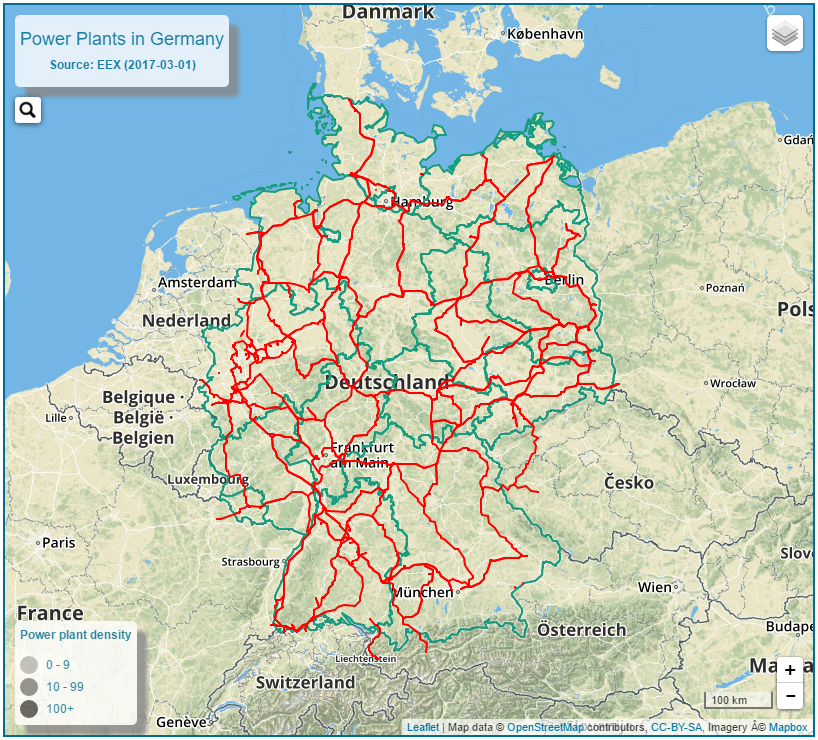 Danmark
København
Power Plants in Germany
Source: EEX (2017-03-01)
Gdań
Hamburg
Amsterdam
Berlin
Poznań
Nederland
Pols
Deutschland
Wrocław
Belgique ·
België ·
Belgien
Lille
Frankfurt
am Main
Luxembourg
Česko
Paris
Slove
Strasbourg
Wien
München
France
Budape
Österreich
Power plant density
0 - 9
10 - 99
100+
Liechtenstein
Switzerland
Ma
+
−
100 km
Genève
Leaflet | Map data © OpenStreetMap contributors, CC-BY-SA, Imagery Â© Mapbox